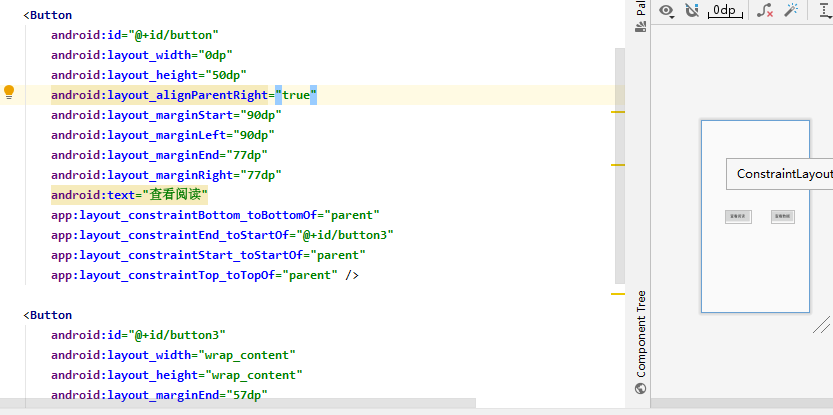 <Button
android:id="@+id/button"
android:layout_width="0dp"
android:layout_height="50dp"
android:layout_alignParentRight="true"
android:layout_marginStart="90dp"
android:layout_marginLeft="90dp"
android:layout_marginEnd="77dp"
android:layout_marginRight="77dp"
android:text="查看阅读"
app:layout_constraintBottom_toBottomOf="parent"
app:layout_constraintEnd_toStartOf="@+id/button3"
app:layout_constraintStart_toStartOf="parent"
app:layout_constraintTop_toTopOf="parent" />
<Button
android:id="@+id/button3"
android:layout_width="wrap_content"
android:layout_height="wrap_content"
android:layout_marginEnd="57dp"
Pal
Component Tree
0dp
ConstraintLayout